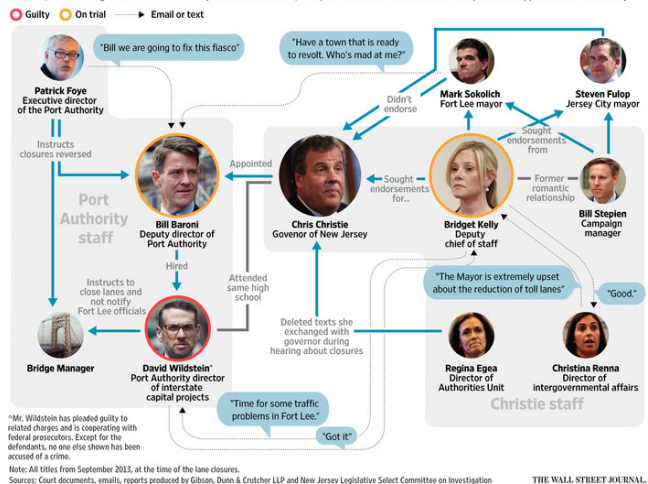 Guilty
On trial
Email or text
"Bill we are going to fix this fiasco"
"Have a town that is ready
to revolt. Who's mad at me?"
Patrick Foye
Executive director
of the Port Authority
Mark Sokolich
Fort Lee mayor
Steven Fulop
Jersey City mayor
Didn't
endorse
Instructs
closures reversed
Sought
endorsements
from
Appointed
Sought
endorsements
for...
Former
romantic
relationship
Port
Authority
staff
Bill Baroni
Deputy director of
Port Authority
Chris Christie
Govenor of New Jersey
Bridget Kelly
Deputy
chief of staff
Bill Stepien
Campaign
manager
Hired
Instructs to
close lanes and
not notify
Fort Lee officials
Attended
same high
school
"The Mayor is extremely upset
about the reduction of toll lanes"
"Good."
Deleted texts she
exchanged with
governor during
hearing about closures
Bridge Manager
David Wildstein*
Port Authority director
of interstate
capital projects
Regina Egea
Director of
Authorities Unit
Christina Renna
Director of
intergovernmental affairs
Christie staff
"Time for some traffic
problems in Fort Lee."
"Got it"
*Mr. Wildstein has pleaded guilty to
related charges and is cooperating with
federal prosecutors. Except for the
defendants, no one else shown has been
accused of a crime.
Note: All titles from September 2013, at the time of the lane closures.
Sources: Court documents, emails, reports produced by Gibson, Dunn & Crutcher LLP and New Jersey Legislative Select Committee on Investigation
THE WALL STREET JOURNAL.